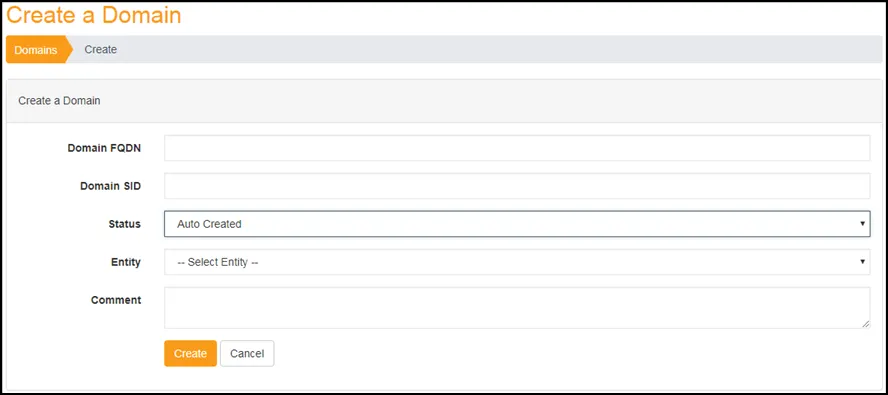 Create a Domain
Domains Create
Create a Domain
Domain FQDN
Domain SID
Status Auto Created
Entity -- Select Entity --
Comment
Create Cancel